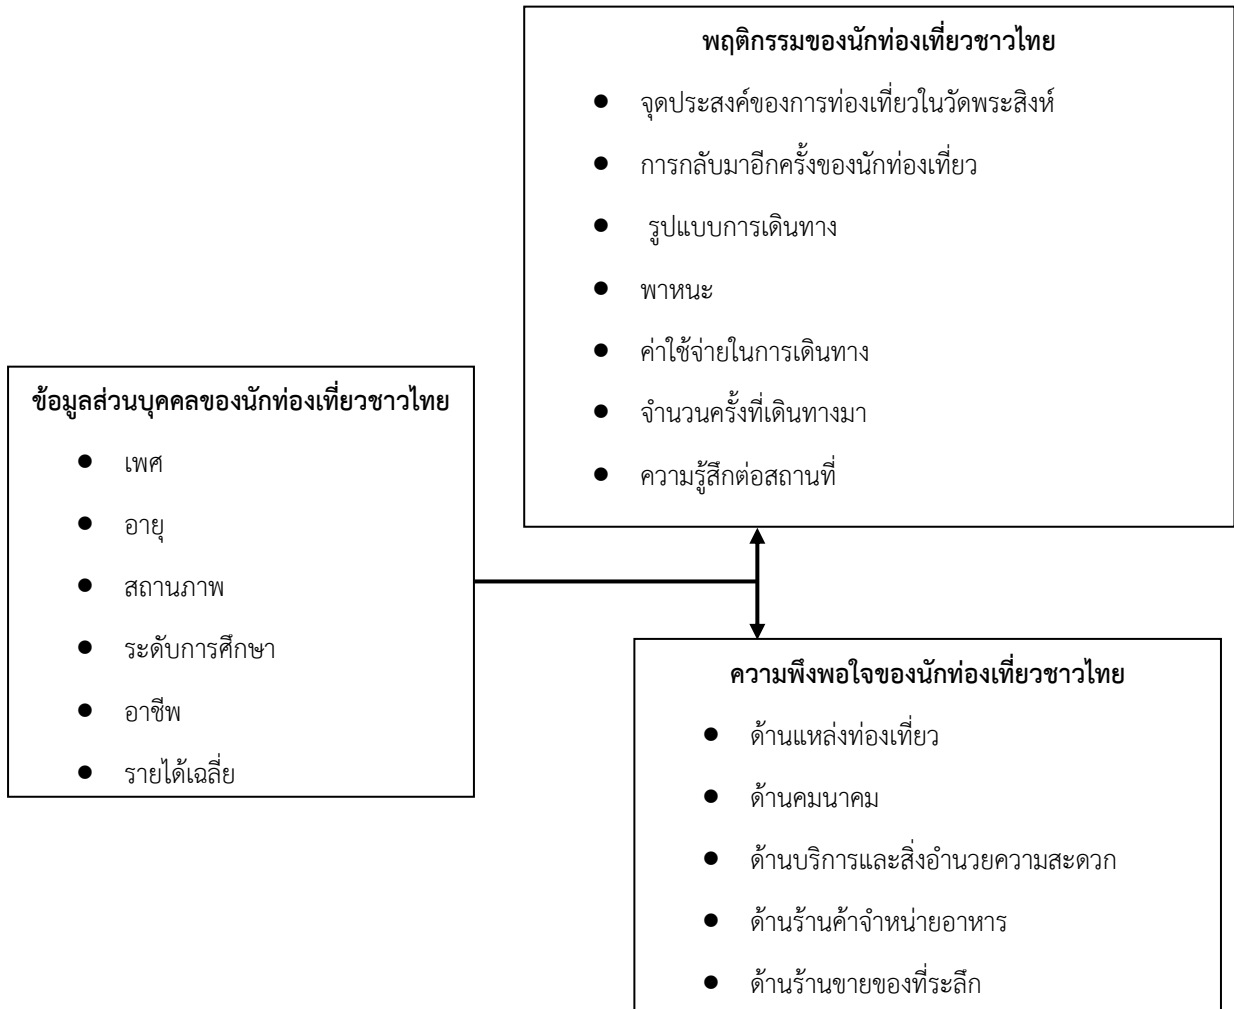 พฤติกรรมของนักท่องเที่ยวชาวไทย
● จุดประสงค์ของการท่องเที่ยวในวัดพระสิงห์
● การกลับมาอีกครั้งของนักท่องเที่ยว
● รูปแบบการเดินทาง
● พาหนะ
● ค่าใช้จ่ายในการเดินทาง
● จำนวนครั้งที่เดินทางมา
● ความรู้สึกต่อสถานที่
ข้อมูลส่วนบุคคลของนักท่องเที่ยวชาวไทย
● เพศ
● อายุ
● สถานภาพ
● ระดับการศึกษา
● อาชีพ
● รายได้เฉลี่ย
ความพึงพอใจของนักท่องเที่ยวชาวไทย
● ด้านแหล่งท่องเที่ยว
● ด้านคมนาคม
● ด้านบริการและสิ่งอำนวยความสะดวก
● ด้านร้านค้าจำหน่ายอาหาร
● ด้านร้านขายของที่ระลึก